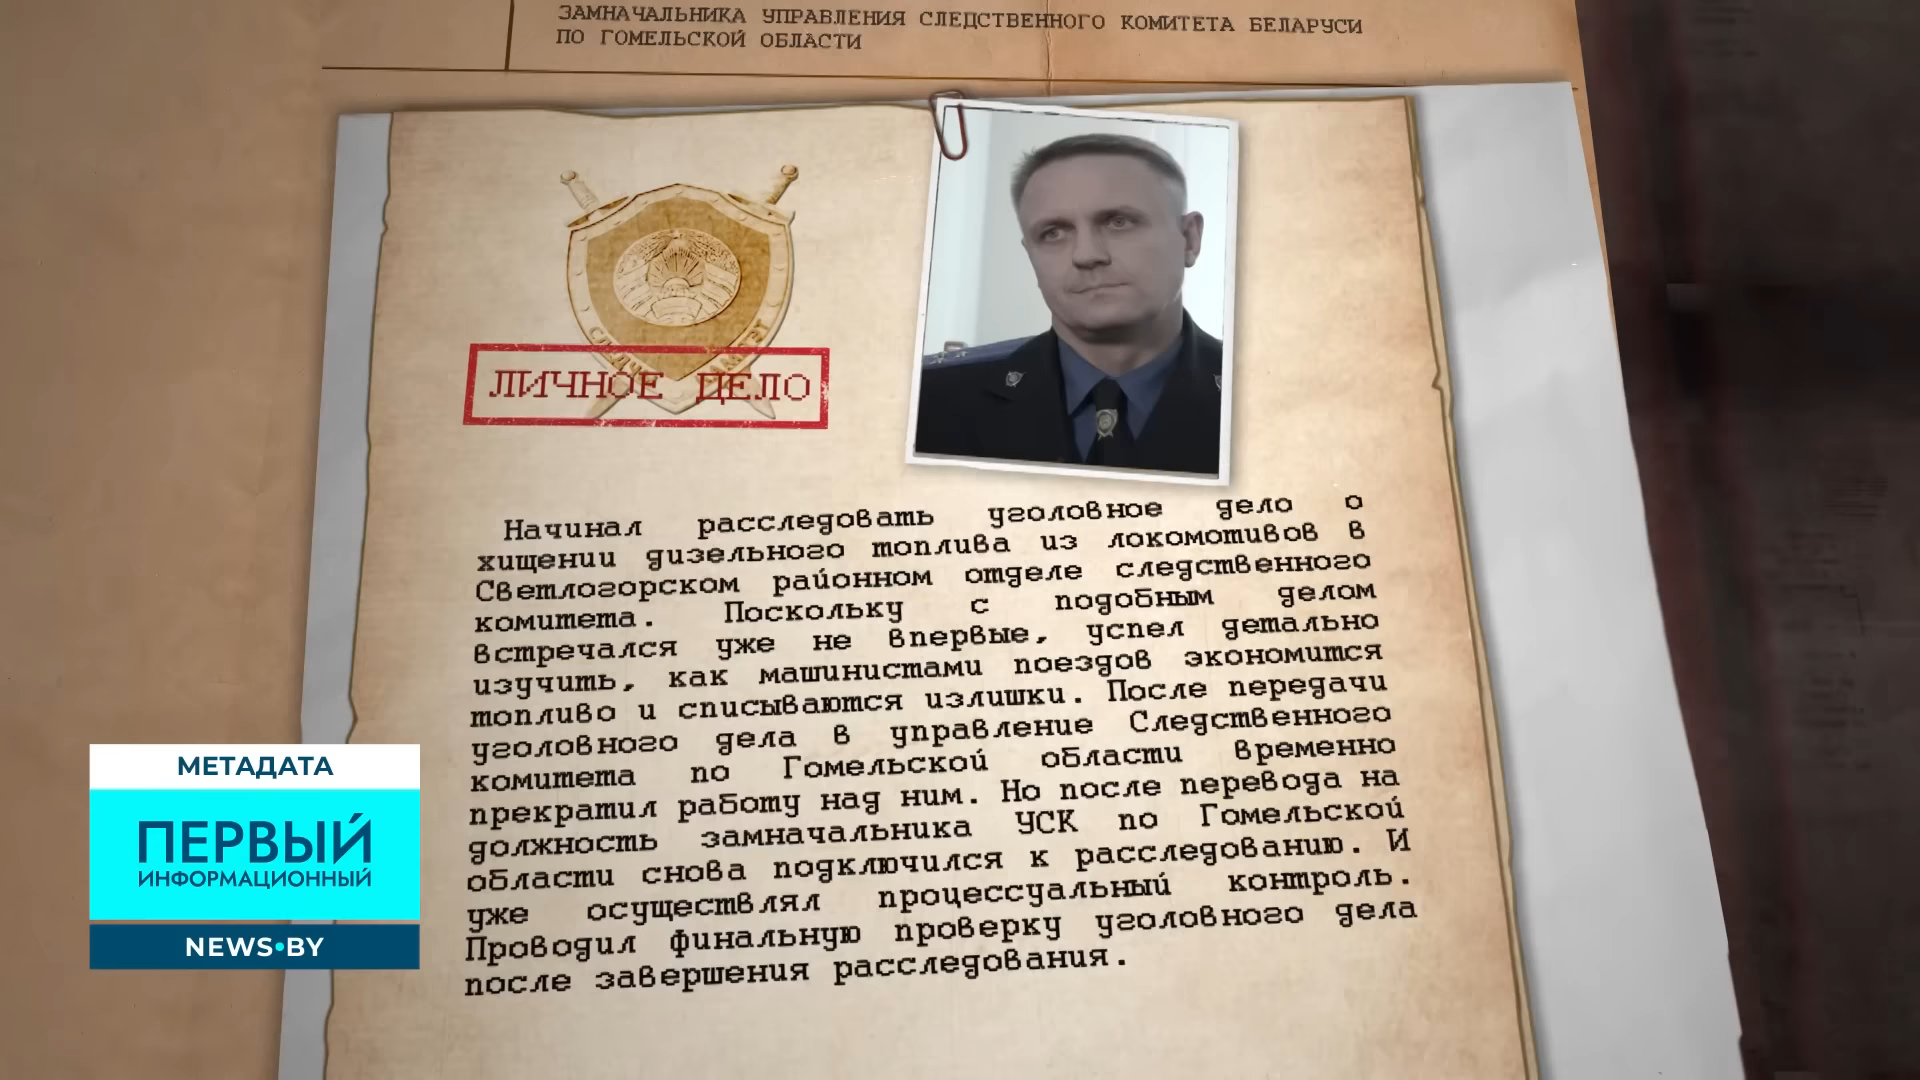 ЗАМНАЧАЛЬНИКА УПРАВЛЕНИЯ СЛЕДСТВЕННОГО КОМИТЕТА БЕЛАРУСИ
ПО ГОМЕЛЬСКОЙ ОБЛАСТИ
ЛИЧНОЕ ДЕЛО
Начинал расследовать уголовное дело о
хищении дизельного топлива из локомотивов в
Светлогорском районном отделе следственного
комитета. Поскольку с подобным делом
встречался уже не впервые, успел детально
изучить, как машинистами поездов экономится
топливо и списываются излишки. После передачи
уголовного дела в управление Следственного
комитета по Гомельской области временно
прекратил работу над ним. Но после перевода на
должность замначальника УСК по Гомельской
области снова подключился к расследованию. И
уже осуществлял процессуальный контроль.
Проводил финальную проверку уголовного дела
после завершения расследования.
МЕТАДАТА
ПЕРВЫЙ
ИНФОРМАЦИОННЫЙ
NEWS•BY